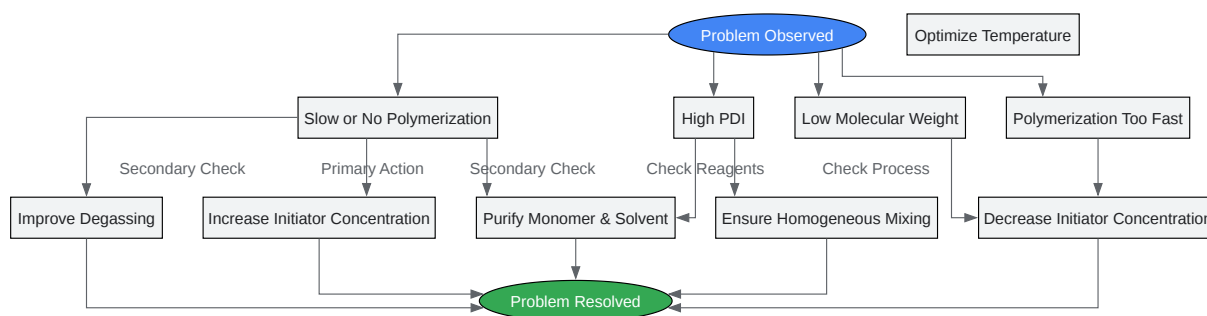 Problem Observed
Optimize Temperature
Slow or No Polymerization
High PDI
Low Molecular Weight
Polymerization Too Fast
Secondary Check
Primary Action
Secondary Check
Check Reagents
Check Process
Improve Degassing
Increase Initiator Concentration
Purify Monomer & Solvent
Ensure Homogeneous Mixing
Decrease Initiator Concentration
Problem Resolved